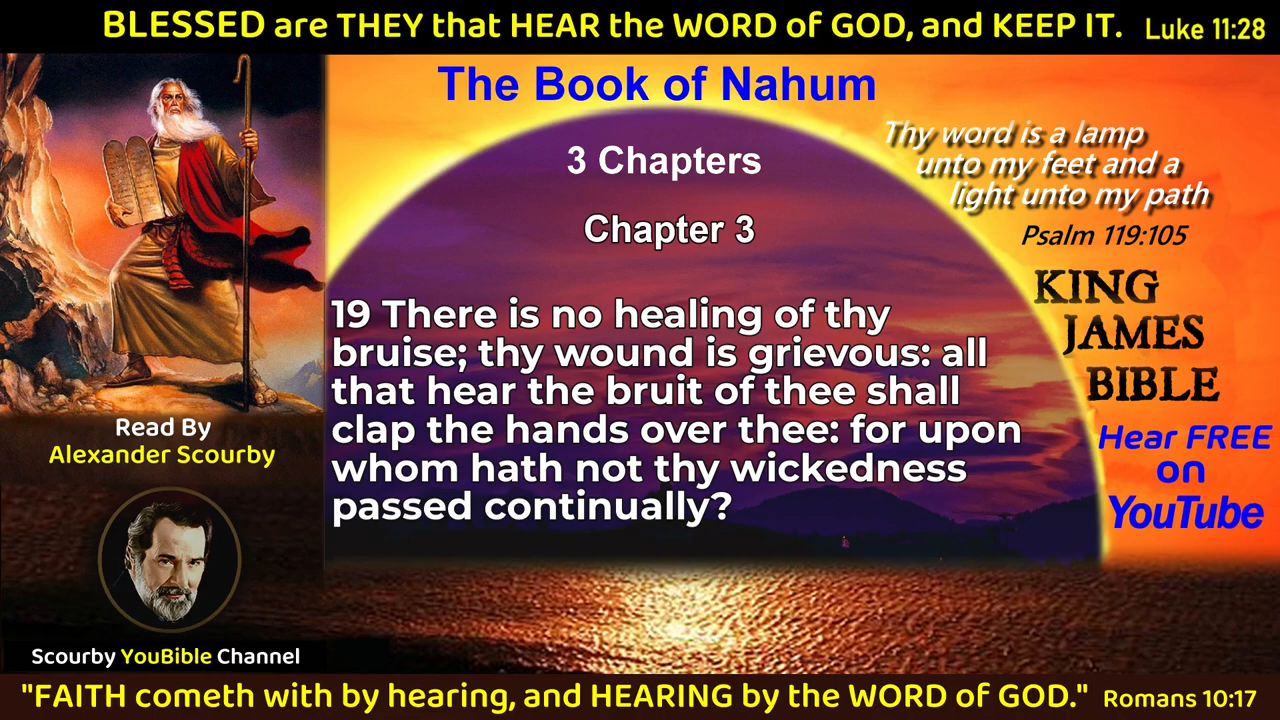 BLESSED are THEY that HEAR the WORD of GOD, and KEEP IT. Luke 11:28
The Book of Nahum
3 Chapters
Chapter 3
19 There is no healing of thy
bruise; thy wound is grievous: all
that hear the bruit of thee shall
clap the hands over thee: for upon
whom hath not thy wickedness
passed continually?
Thy word is a lamp
unto my feet and a
light unto my path
Psalm 119:105
KING
JAMES
BIBLE
Hear FREE
on
YouTube
Read By
Alexander Scourby
Scourby YouBible Channel
"FAITH cometh with by hearing, and HEARING by the WORD of GOD." Romans 10:17